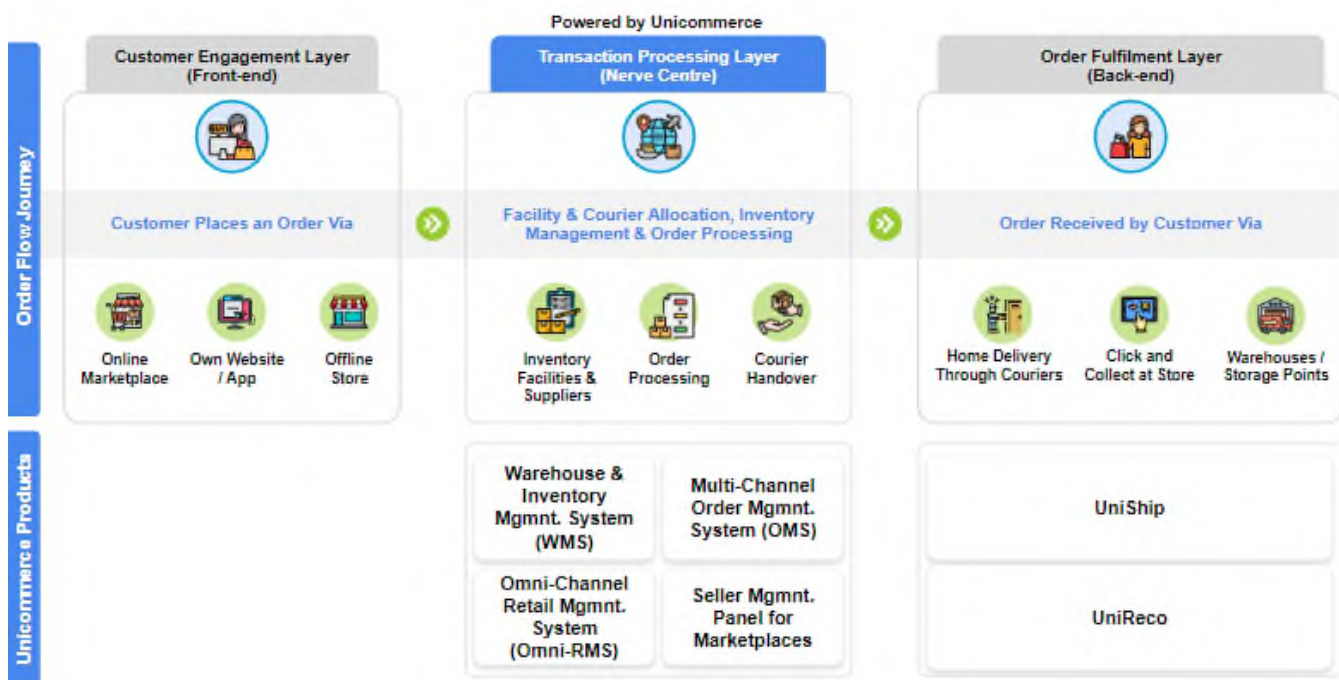 Powered by Unicommerce
Customer Engagement Layer
(Front-end)
Transaction Processing Layer
(Nerve Centre)
Order Fulfilment Layer
(Back-end)
Order Flow Journey
BUY
Customer Places an Order Via
Facility & Courier Allocation, Inventory
Management & Order Processing
Order Received by Customer Via
Online
Marketplace
Own Website
/ App
Offline
Store
Inventory
Facilities &
Suppliers
Order
Processing
Courier
Handover
Home Delivery
Through Couriers
Click and
Collect at Store
Warehouses /
Storage Points
Unicommerce Products
Warehouse &
Inventory
Mgmnt. System
(WMS)
Multi-Channel
Order Mgmnt.
System (OMS)
Omni-Channel
Retail Mgmnt.
System
(Omni-RMS)
Seller Mgmnt.
Panel for
Marketplaces
UniShip
UniReco